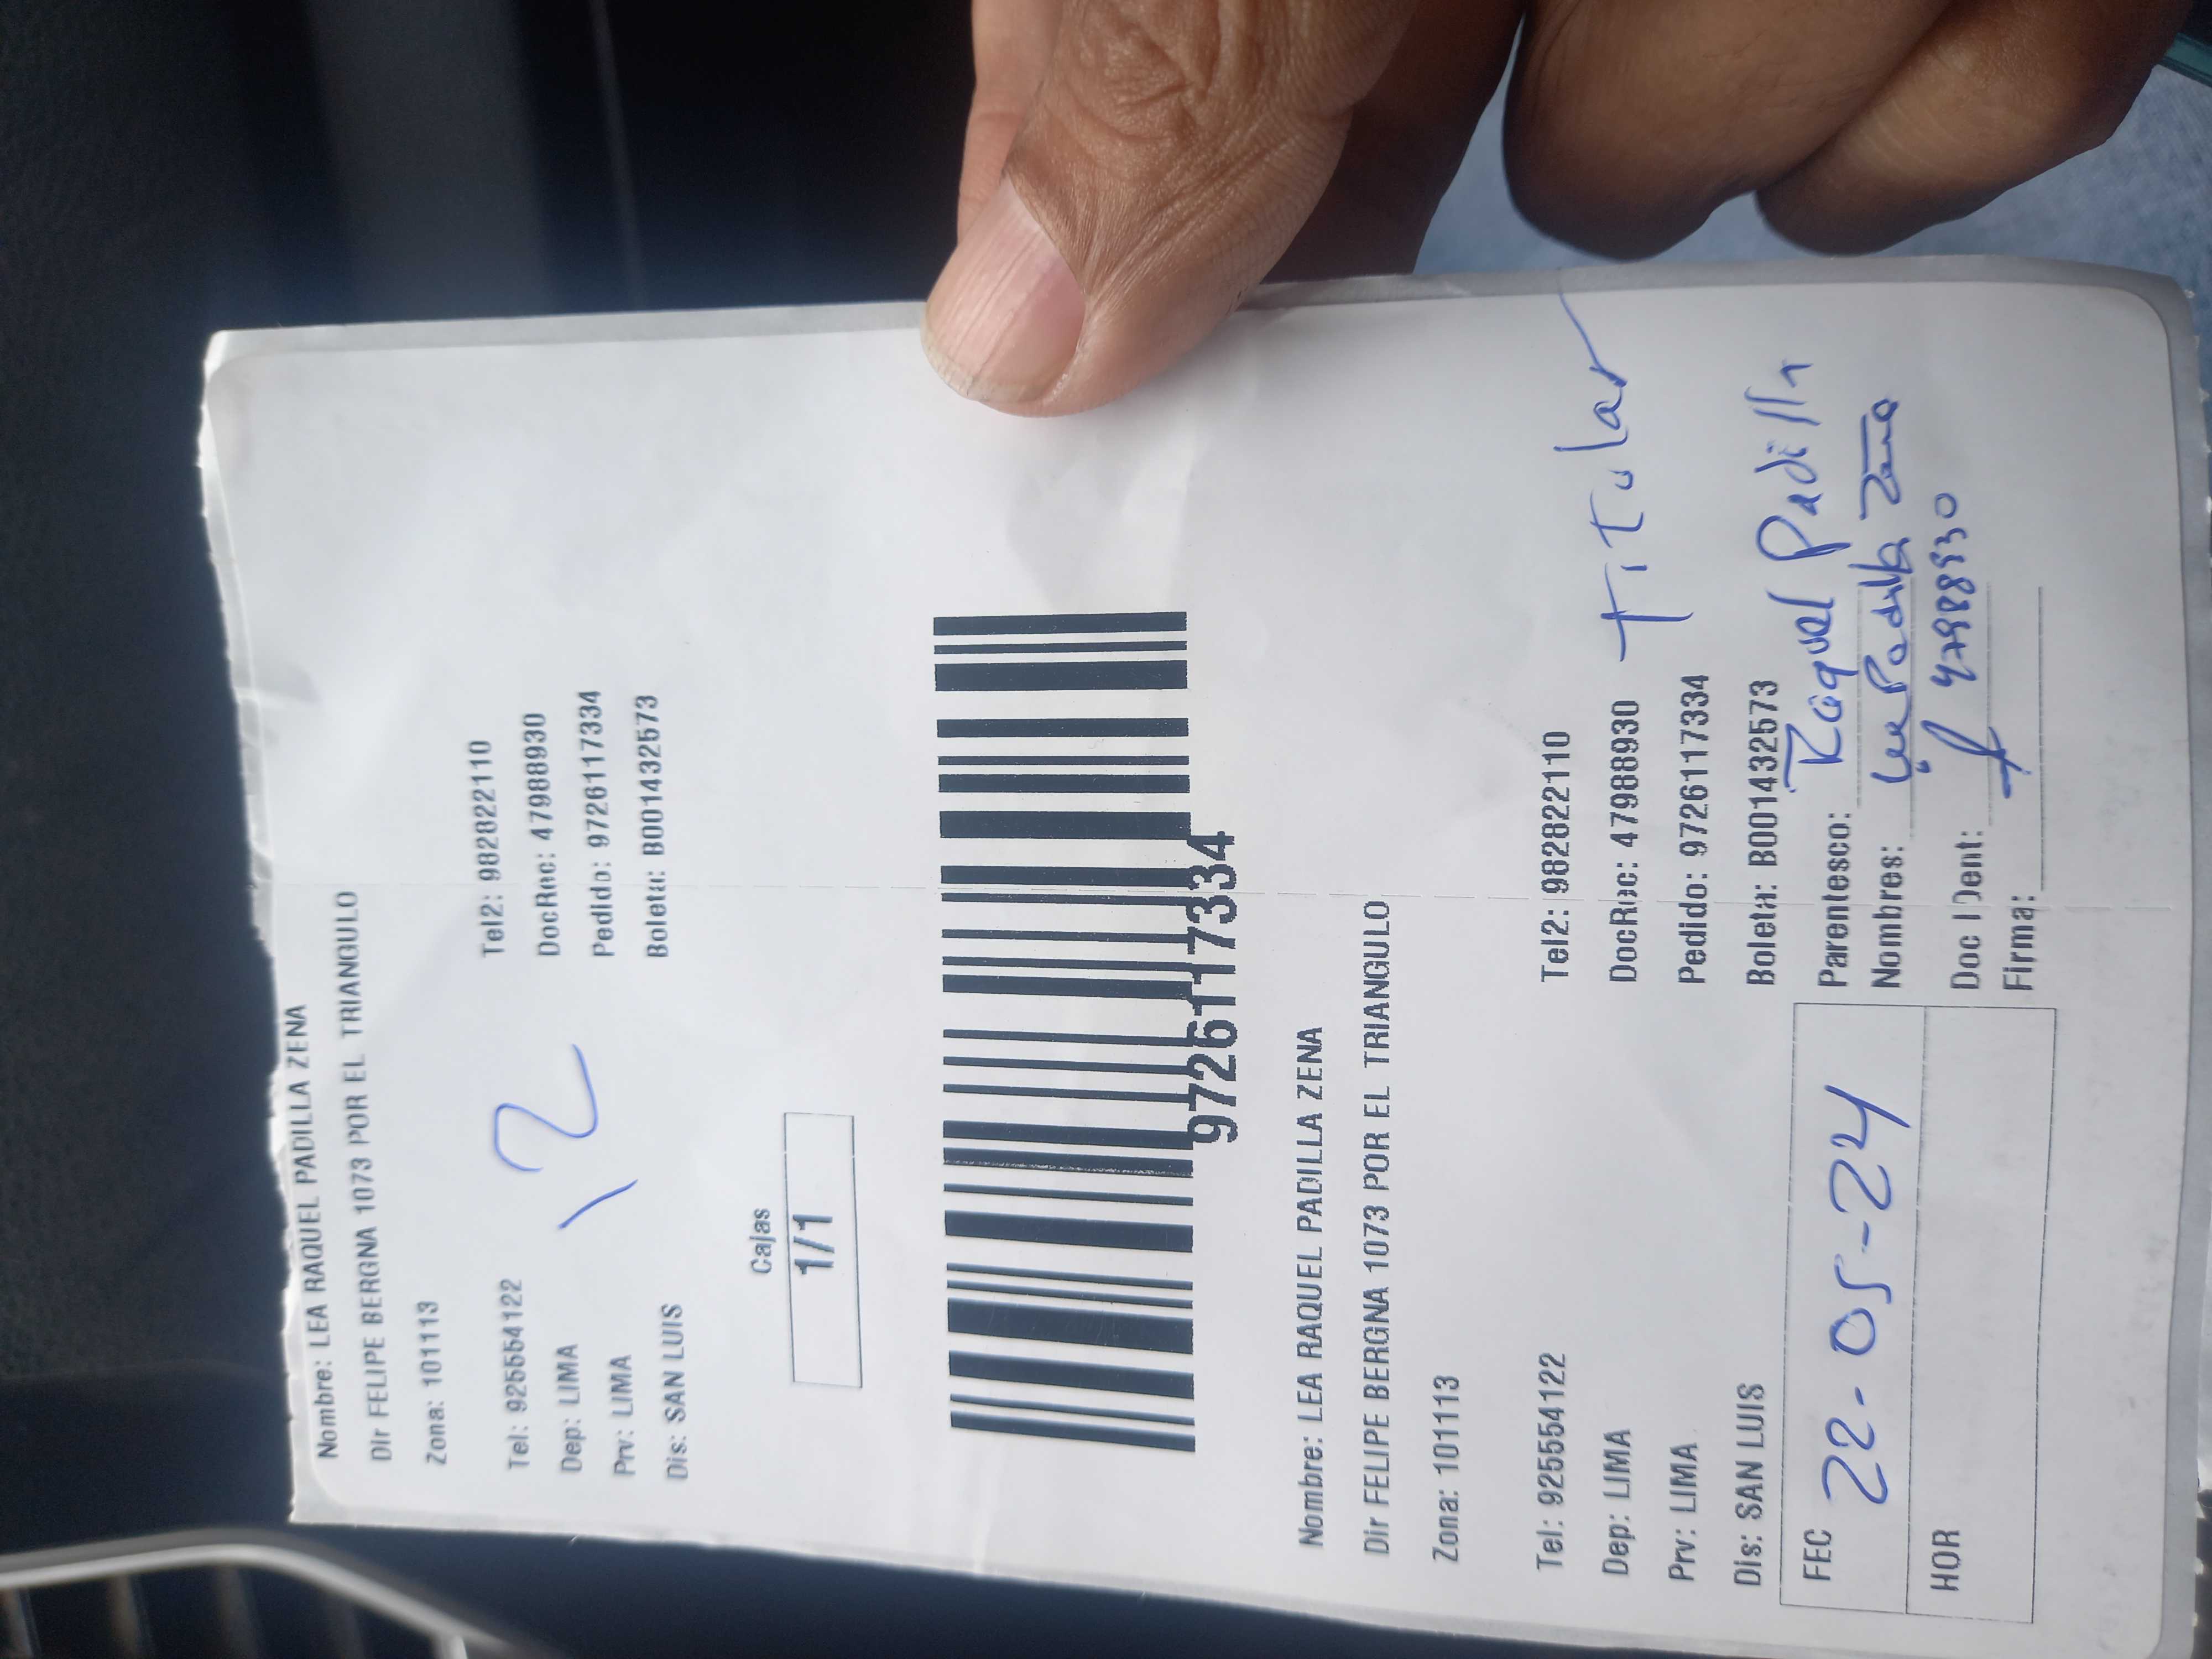 Nombre: LEA RAQUEL PADILLA ZENA
Dir FELIPE BERGNA 1073 POR EL TRIANGULO
Zona: 101113
Tel: 925554122 Tel2: 982822110
Dep: LIMA DocRec: 47988930
Prv: LIMA Pedido: 9726117334
Dis: SAN LUIS Boleta: B001432573
12
Cajas
1/1
9726117334
Nombre: LEA RAQUEL PADILLA ZENA
Dir FELIPE BERGNA 1073 POR EL TRIANGULO
Zona: 101113
Tel: 925554122 Tel2: 982822110
Dep: LIMA DocRec: 47988930 Titular
Prv: LIMA Pedido: 9726117334
Dis: SAN LUIS Boleta: B001432573
FEC 22-05-24
HOR
Parentesco: Raquel Padilla
Nombres: Lea Padilla Zena
Doc IDent: 47988930
Firma: